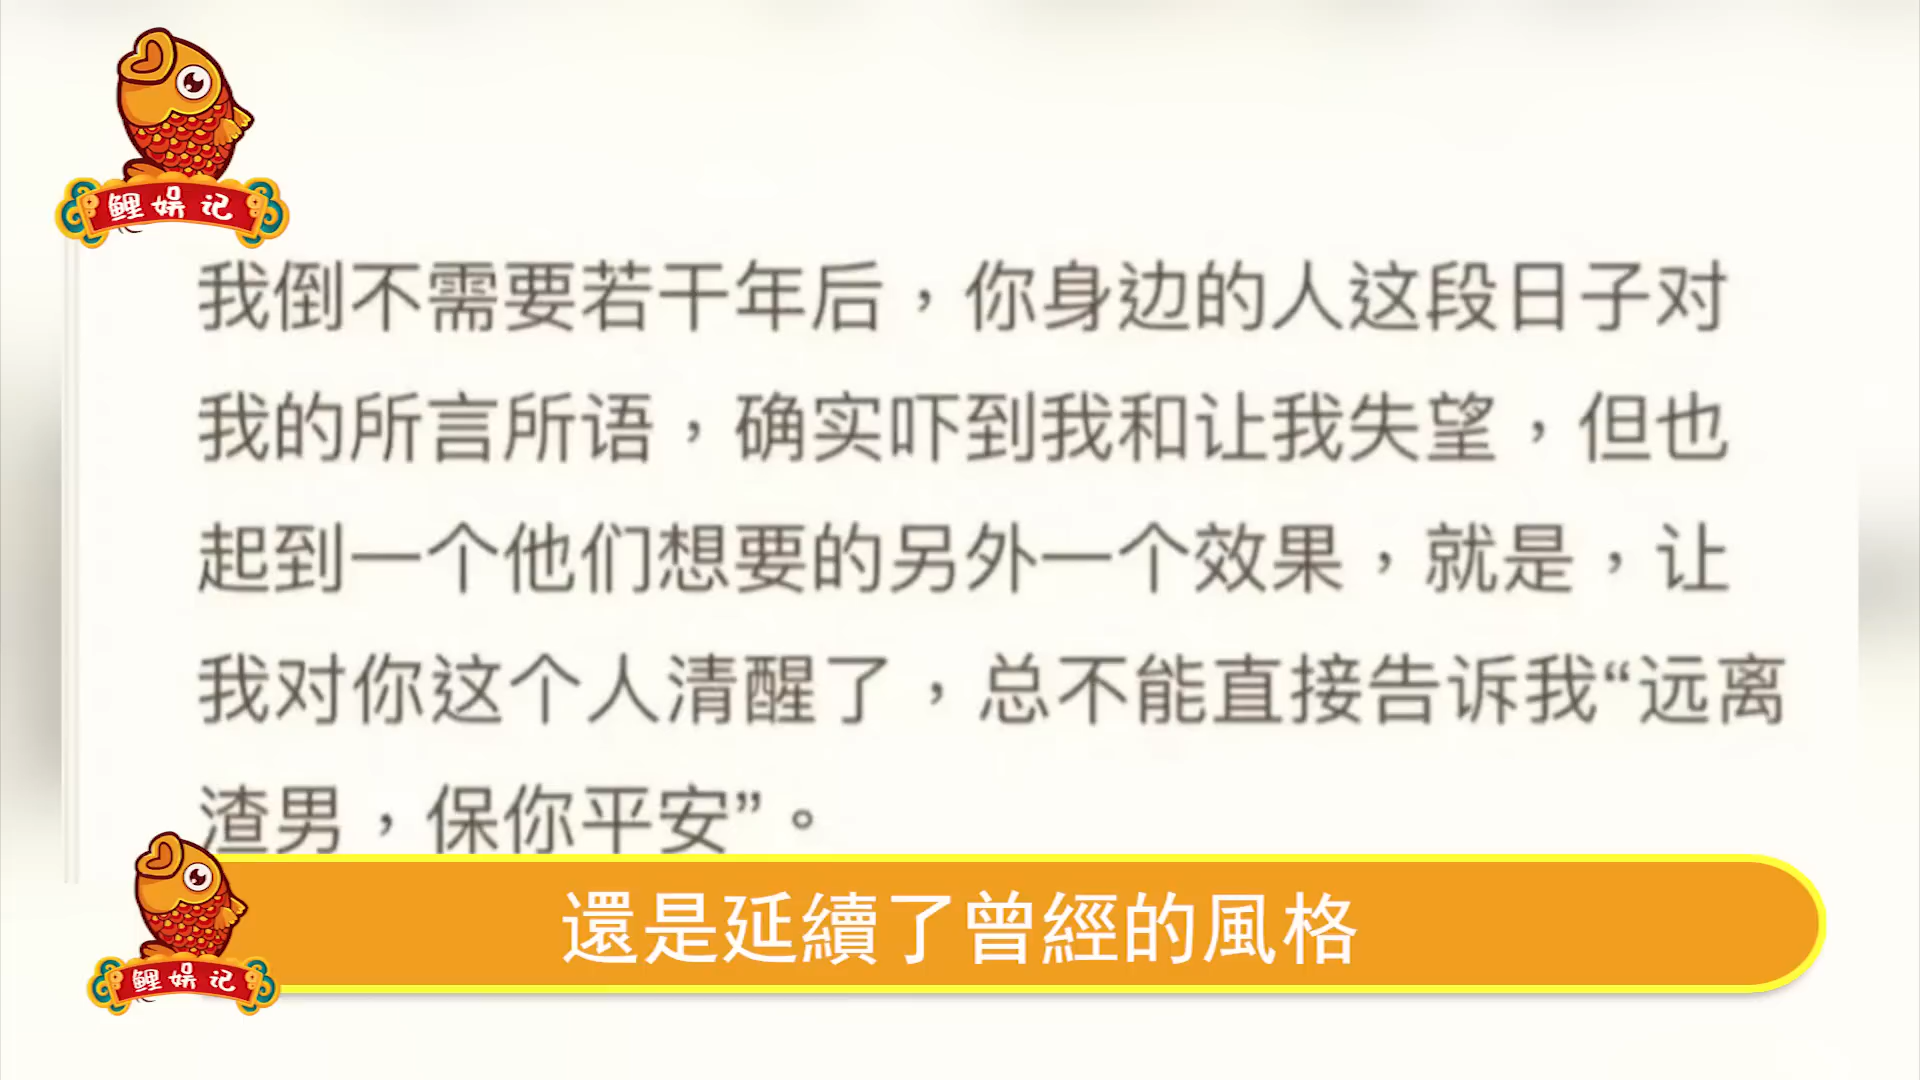 鲤娱记
我倒不需要若干年后，你身边的人这段日子对
我的所言所语，确实吓到我和让我失望，但也
起到一个他们想要的另外一个效果，就是，让
我对你这个人清醒了，总不能直接告诉我“远离
渣男，保你平安”。
還是延續了曾經的風格
鲤娱记